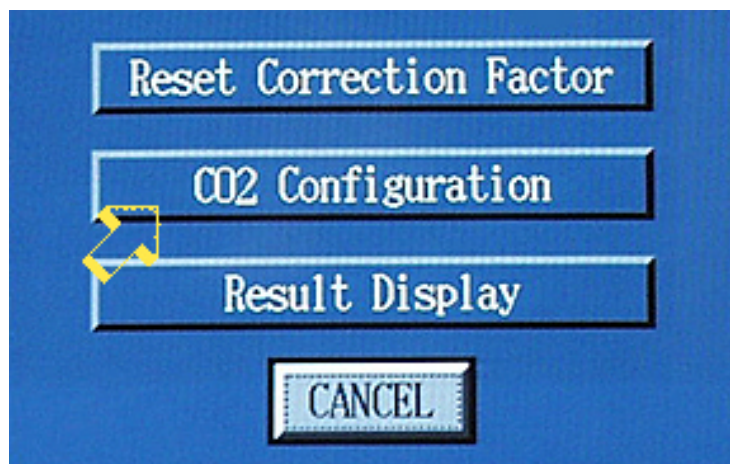 Reset Correction Factor
CO2 Configuration
Result Display
CANCEL